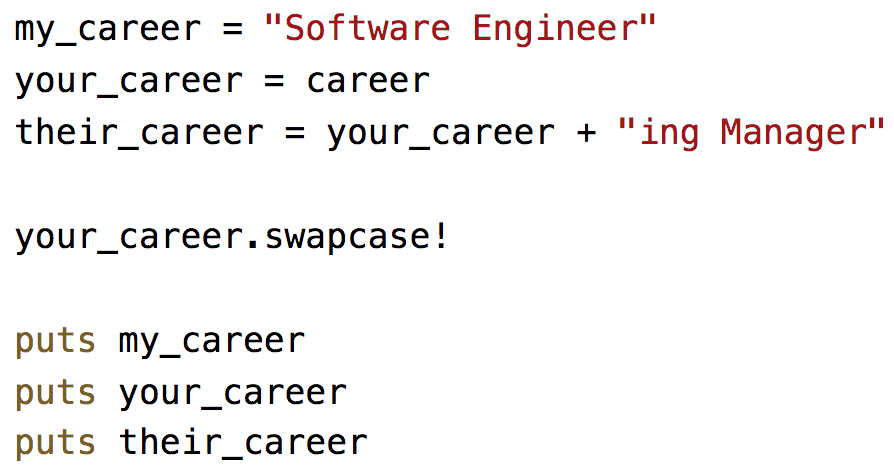 my_career = "Software Engineer"
your_career = career
their_career = your_career + "ing Manager"
your_career.swapcase!
puts my_career
puts your_career
puts their_career